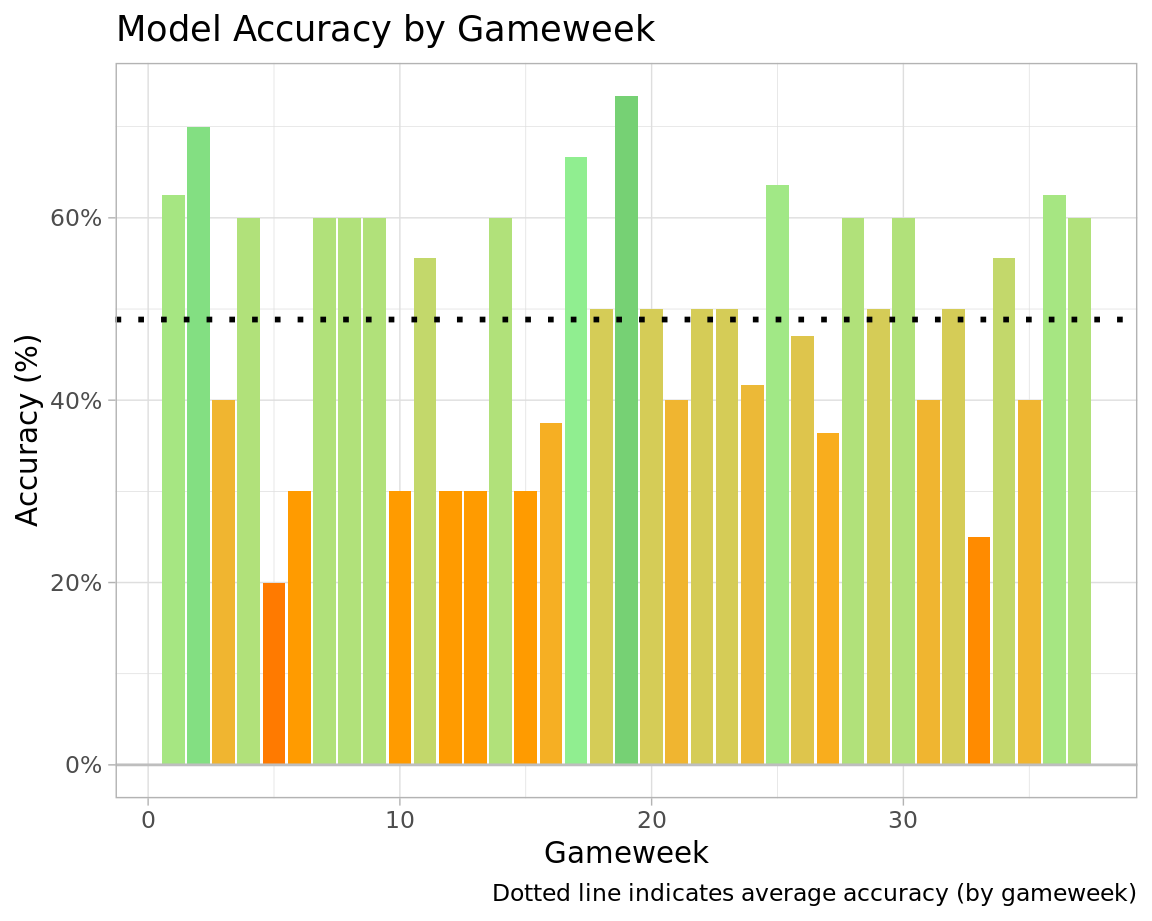 Model Accuracy by Gameweek
Accuracy (%)
60%
40%
20%
0%
0 10 20 30
Gameweek
Dotted line indicates average accuracy (by gameweek)